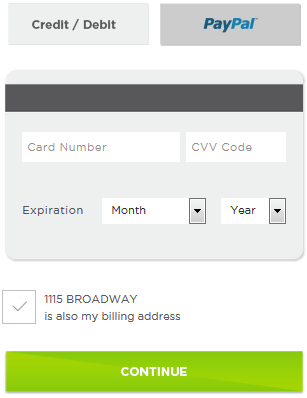 Credit / Debit
PayPal
Card Number
CVV Code
Expiration
Month
Year
1115 BROADWAY
is also my billing address
CONTINUE